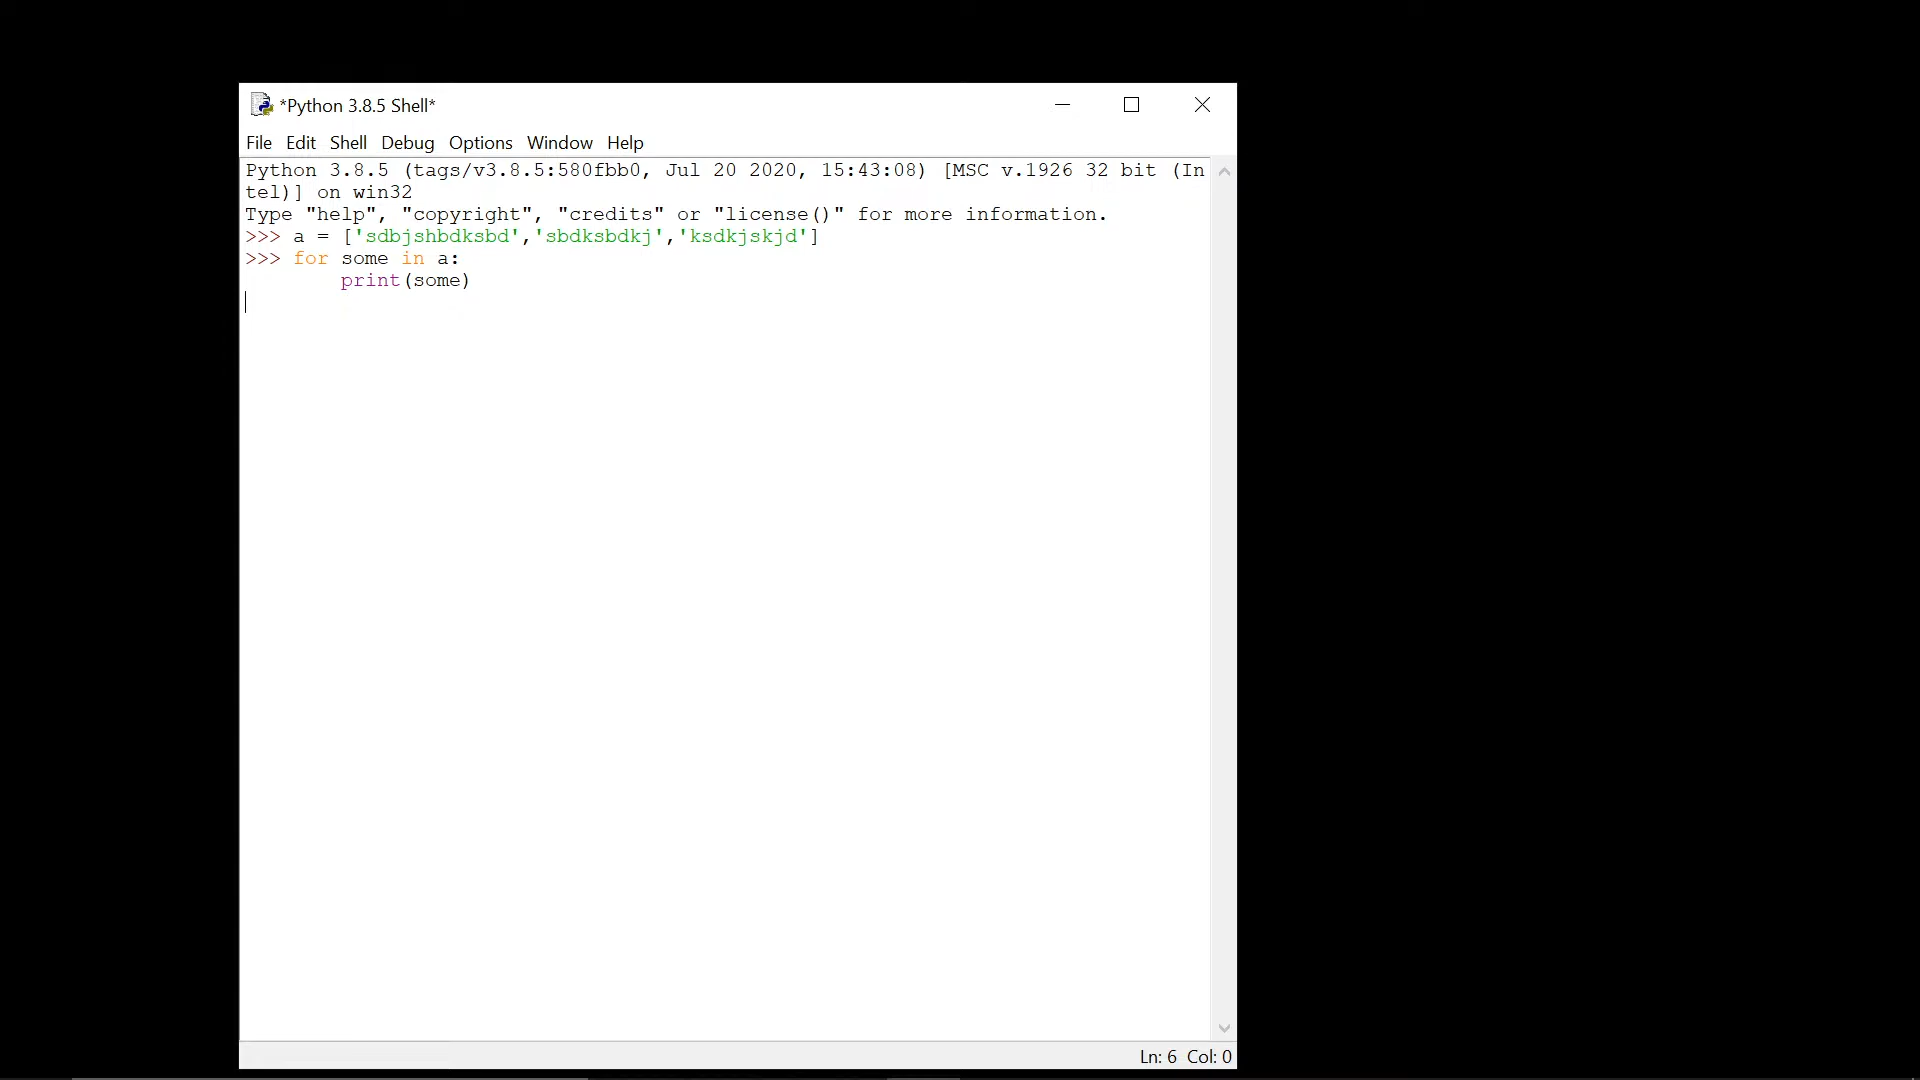 *Python 3.8.5 Shell*
File Edit Shell Debug Options Window Help
Python 3.8.5 (tags/v3.8.5:580fbb0, Jul 20 2020, 15:43:08) [MSC v.1926 32 bit (In
tel)] on win32
Type "help", "copyright", "credits" or "license()" for more information.
>>> a = ['sdbjshbdksbd','sbdksbdkj','ksdkjskjd']
>>> for some in a:
        print(some)
Ln: 6 Col: 0